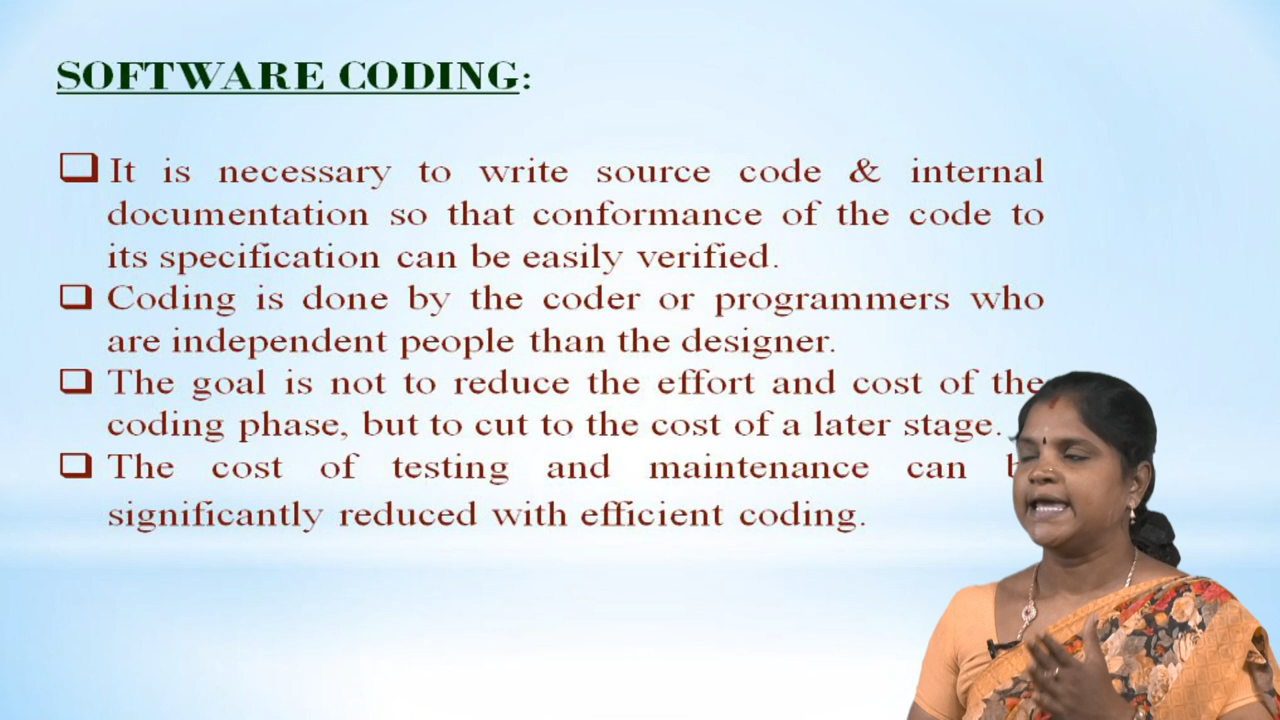 SOFTWARE CODING:
It is necessary to write source code & internal
documentation so that conformance of the code to
its specification can be easily verified.
Coding is done by the coder or programmers who
are independent people than the designer.
The goal is not to reduce the effort and cost of the
coding phase, but to cut to the cost of a later stage.
The cost of testing and maintenance can
significantly reduced with efficient coding.